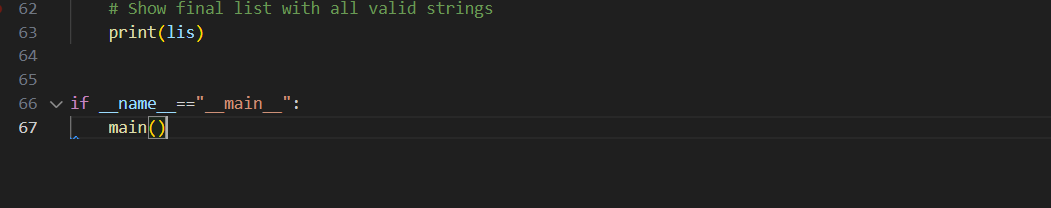 62 # Show final list with all valid strings
63 print(lis)
64
65
66 if __name__=="__main__":
67 main()